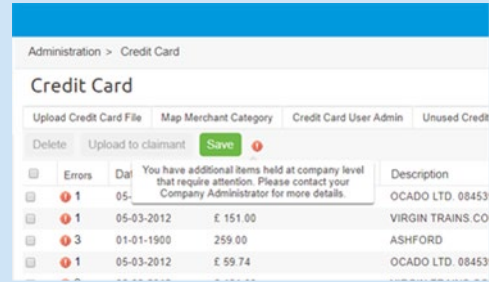 Administration > Credit Card
Credit Card
Upload Credit Card File Map Merchant Category Credit Card User Admin Unused Credit
Delete Upload to claimant Save
Errors Dat Description
You have additional items held at company level
that require attention. Please contact your
Company Administrator for more details.
1 05- OCADO LTD. 08453
1 05-03-2012 £ 151.00 VIRGIN TRAINS.CO
3 01-01-1900 259.00 ASHFORD
1 05-03-2012 £ 59.74 OCADO LTD. 08453